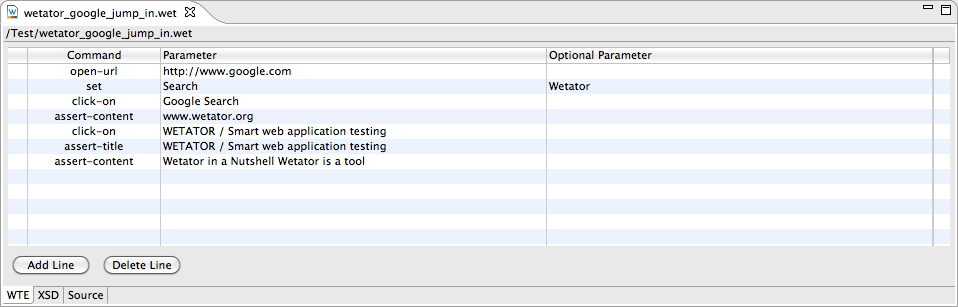 wetator_google_jump_in.wet
/Test/wetator_google_jump_in.wet
Command Parameter Optional Parameter
open-url http://www.google.com
set Search Wetator
click-on Google Search
assert-content www.wetator.org
click-on WETATOR / Smart web application testing
assert-title WETATOR / Smart web application testing
assert-content Wetator in a Nutshell Wetator is a tool
Add Line Delete Line
WTE XSD Source